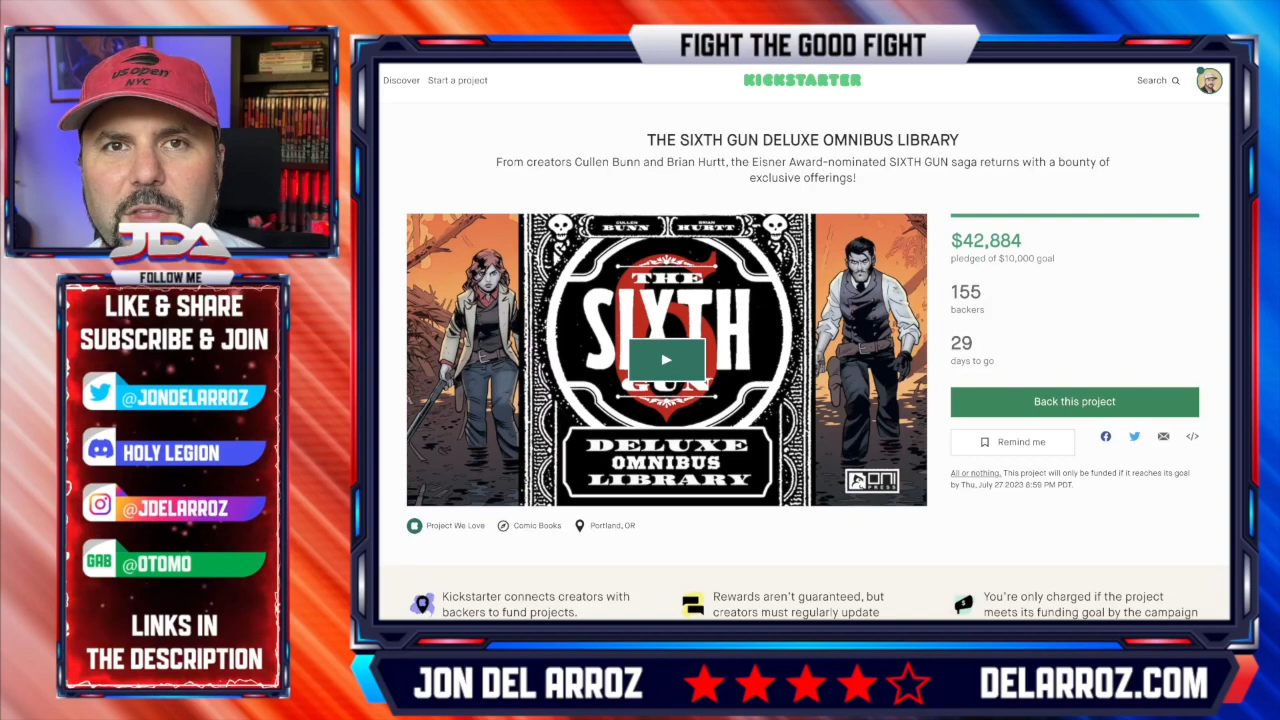 us open
NYC
JDA
FOLLOW ME
LIKE & SHARE
SUBSCRIBE & JOIN
@JONDELARROZ
HOLY LEGION
@JDELARROZ
GAB @OTOMO
LINKS IN
THE DESCRIPTION
FIGHT THE GOOD FIGHT
Discover Start a project KICKSTARTER Search
THE SIXTH GUN DELUXE OMNIBUS LIBRARY
From creators Cullen Bunn and Brian Hurtt, the Eisner Award-nominated SIXTH GUN saga returns with a bounty of
exclusive offerings!
CULLEN BUNN BRIAN HURTT
THE
SIXTH
GUN
DELUXE
OMNIBUS
LIBRARY
ONI
PRESS
$42,884
pledged of $10,000 goal
155
backers
29
days to go
Back this project
Remind me
All or nothing. This project will only be funded if it reaches its goal
by Thu, July 27 2023 8:59 PM PDT.
Project We Love Comic Books Portland, OR
Kickstarter connects creators with
backers to fund projects.
Rewards aren't guaranteed, but
creators must regularly update
You're only charged if the project
meets its funding goal by the campaign
JON DEL ARROZ DELARROZ.COM